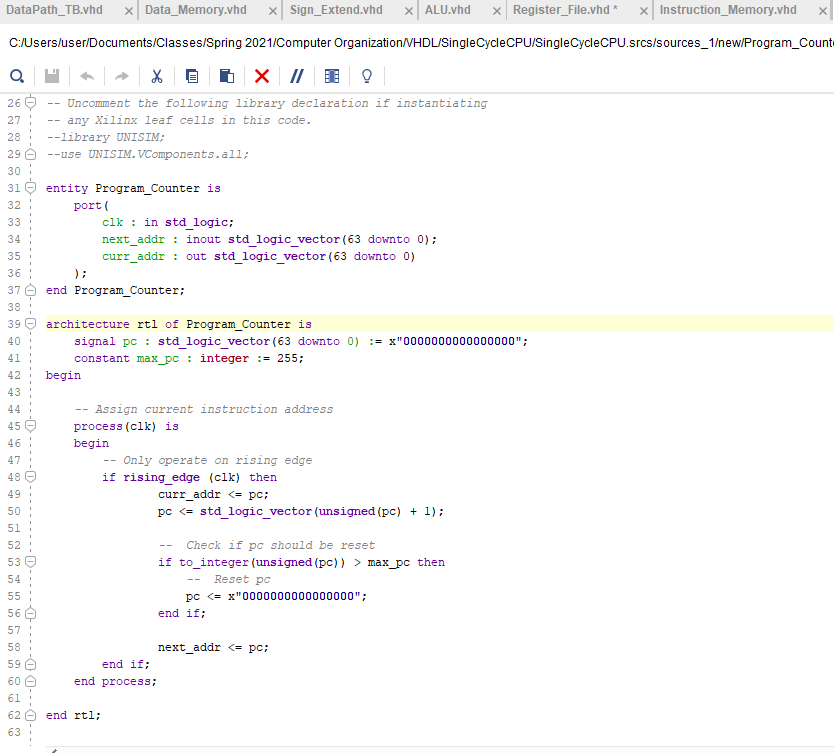 DataPath_TB.vhd × Data_Memory.vhd × Sign_Extend.vhd × ALU.vhd × Register_File.vhd * × Instruction_Memory.vhd ×
C:/Users/user/Documents/Classes/Spring 2021/Computer Organization/VHDL/SingleCycleCPU/SingleCycleCPU.srcs/sources_1/new/Program_Counte
26 -- Uncomment the following library declaration if instantiating
27 -- any Xilinx leaf cells in this code.
28 --library UNISIM;
29 --use UNISIM.VComponents.all;
30
31 entity Program_Counter is
32     port(
33         clk : in std_logic;
34         next_addr : inout std_logic_vector(63 downto 0);
35         curr_addr : out std_logic_vector(63 downto 0)
36     );
37 end Program_Counter;
38
39 architecture rtl of Program_Counter is
40     signal pc : std_logic_vector(63 downto 0) := x"0000000000000000";
41     constant max_pc : integer := 255;
42 begin
43
44     -- Assign current instruction address
45     process(clk) is
46     begin
47         -- Only operate on rising edge
48         if rising_edge (clk) then
49                 curr_addr <= pc;
50                 pc <= std_logic_vector(unsigned(pc) + 1);
51
52                 --  Check if pc should be reset
53                 if to_integer(unsigned(pc)) > max_pc then
54                     --  Reset pc
55                     pc <= x"0000000000000000";
56                 end if;
57
58                 next_addr <= pc;
59         end if;
60     end process;
61
62 end rtl;
63